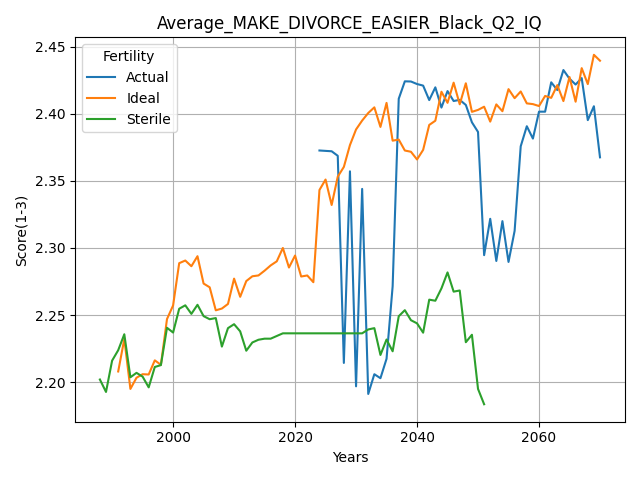 Average_MAKE_DIVORCE_EASIER_Black_Q2_IQ
Fertility
Actual
Ideal
Sterile
Score(1-3)
2.45
2.40
2.35
2.30
2.25
2.20
2000
2020
2040
2060
Years